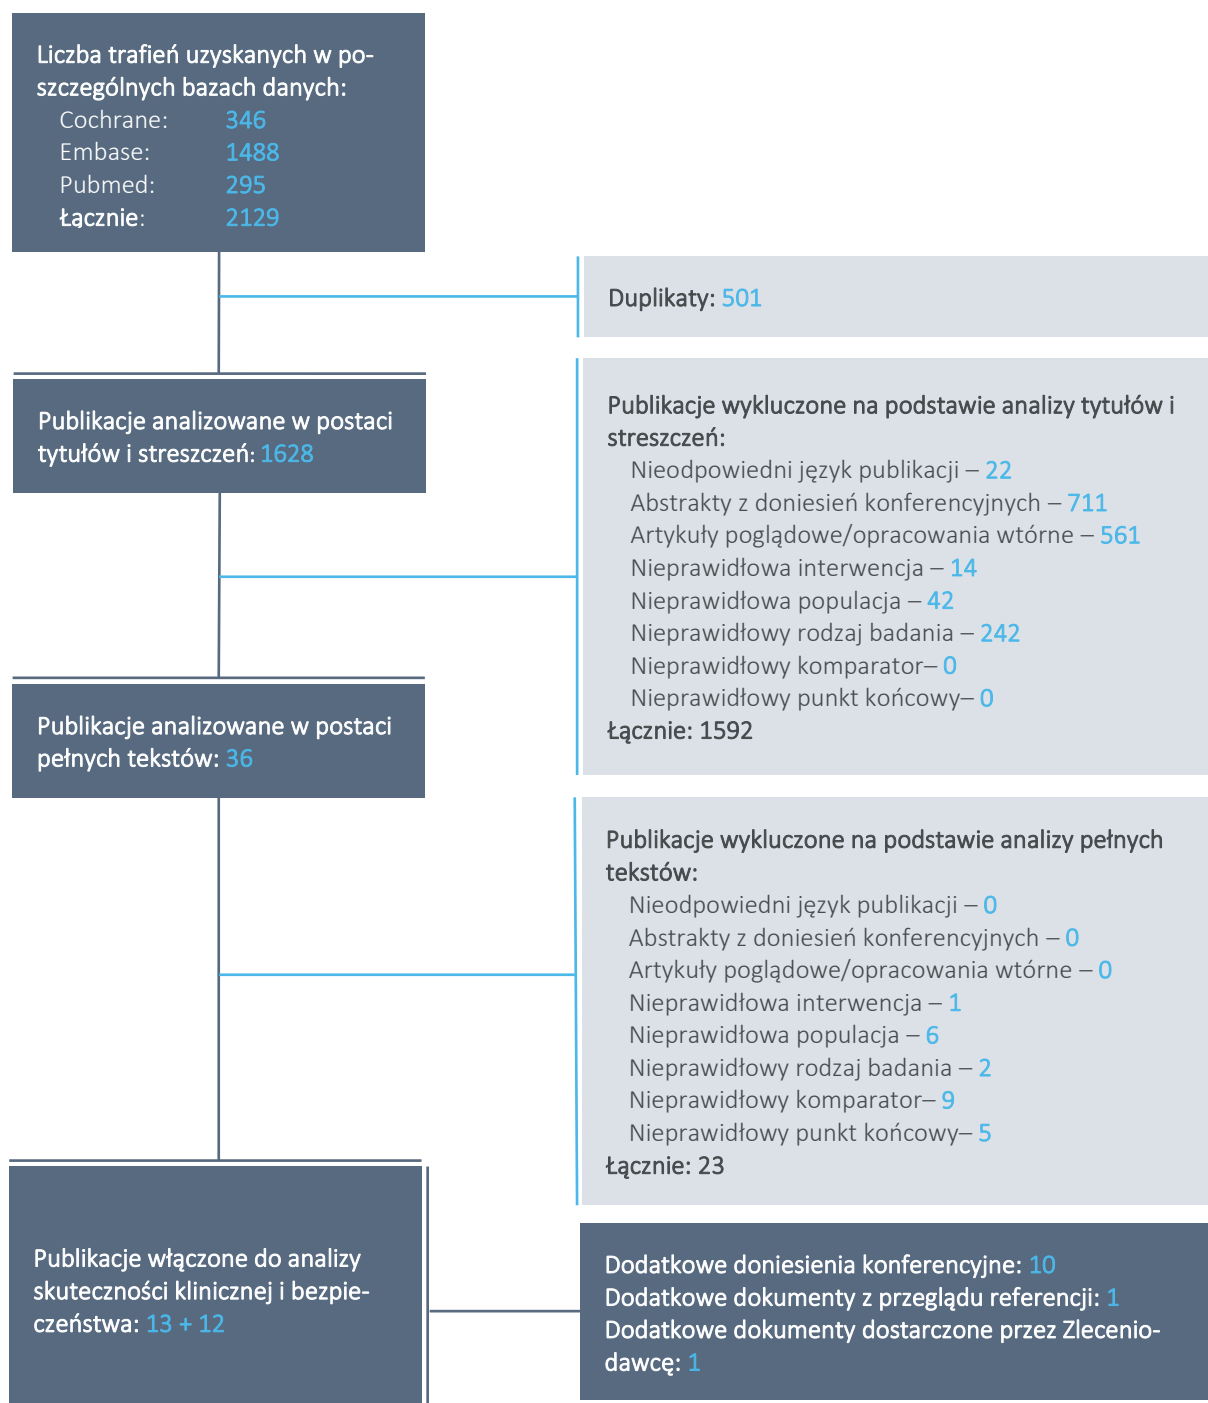 Liczba trafień uzyskanych w po-
szczególnych bazach danych:
Cochrane: 346
Embase: 1488
Pubmed: 295
Łącznie: 2129
Duplikaty: 501
Publikacje analizowane w postaci
tytułów i streszczeń: 1628
Publikacje wykluczone na podstawie analizy tytułów i
streszczeń:
Nieodpowiedni język publikacji – 22
Abstrakty z doniesień konferencyjnych – 711
Artykuły poglądowe/opracowania wtórne – 561
Nieprawidłowa interwencja – 14
Nieprawidłowa populacja – 42
Nieprawidłowy rodzaj badania – 242
Nieprawidłowy komparator– 0
Nieprawidłowy punkt końcowy– 0
Łącznie: 1592
Publikacje analizowane w postaci
pełnych tekstów: 36
Publikacje wykluczone na podstawie analizy pełnych
tekstów:
Nieodpowiedni język publikacji – 0
Abstrakty z doniesień konferencyjnych – 0
Artykuły poglądowe/opracowania wtórne – 0
Nieprawidłowa interwencja – 1
Nieprawidłowa populacja – 6
Nieprawidłowy rodzaj badania – 2
Nieprawidłowy komparator– 9
Nieprawidłowy punkt końcowy– 5
Łącznie: 23
Publikacje włączone do analizy
skuteczności klinicznej i bezpie-
czeństwa: 13 + 12
Dodatkowe doniesienia konferencyjne: 10
Dodatkowe dokumenty z przeglądu referencji: 1
Dodatkowe dokumenty dostarczone przez Zlecenio-
dawcę: 1